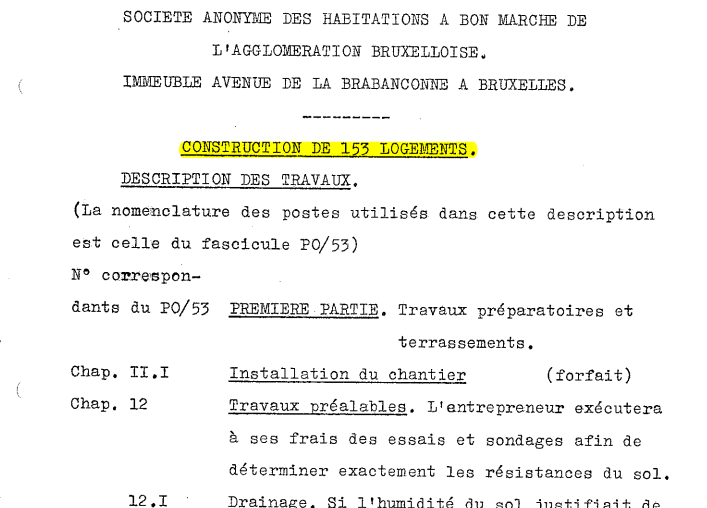 SOCIETE ANONYME DES HABITATIONS A BON MARCHE DE
L'AGGLOMERATION BRUXELLOISE.
IMMEUBLE AVENUE DE LA BRABANCONNE A BRUXELLES.
---------
CONSTRUCTION DE 153 LOGEMENTS.
DESCRIPTION DES TRAVAUX.
(La nomenclature des postes utilisés dans cette description
est celle du fascicule PO/53)
N° correspon-
dants du PO/53 PREMIERE PARTIE. Travaux préparatoires et
terrassements.
Chap. II.I Installation du chantier (forfait)
Chap. 12 Travaux préalables. L'entrepreneur exécutera
à ses frais des essais et sondages afin de
déterminer exactement les résistances du sol.
12.I Drainage. Si l'humidité du sol justifiait de